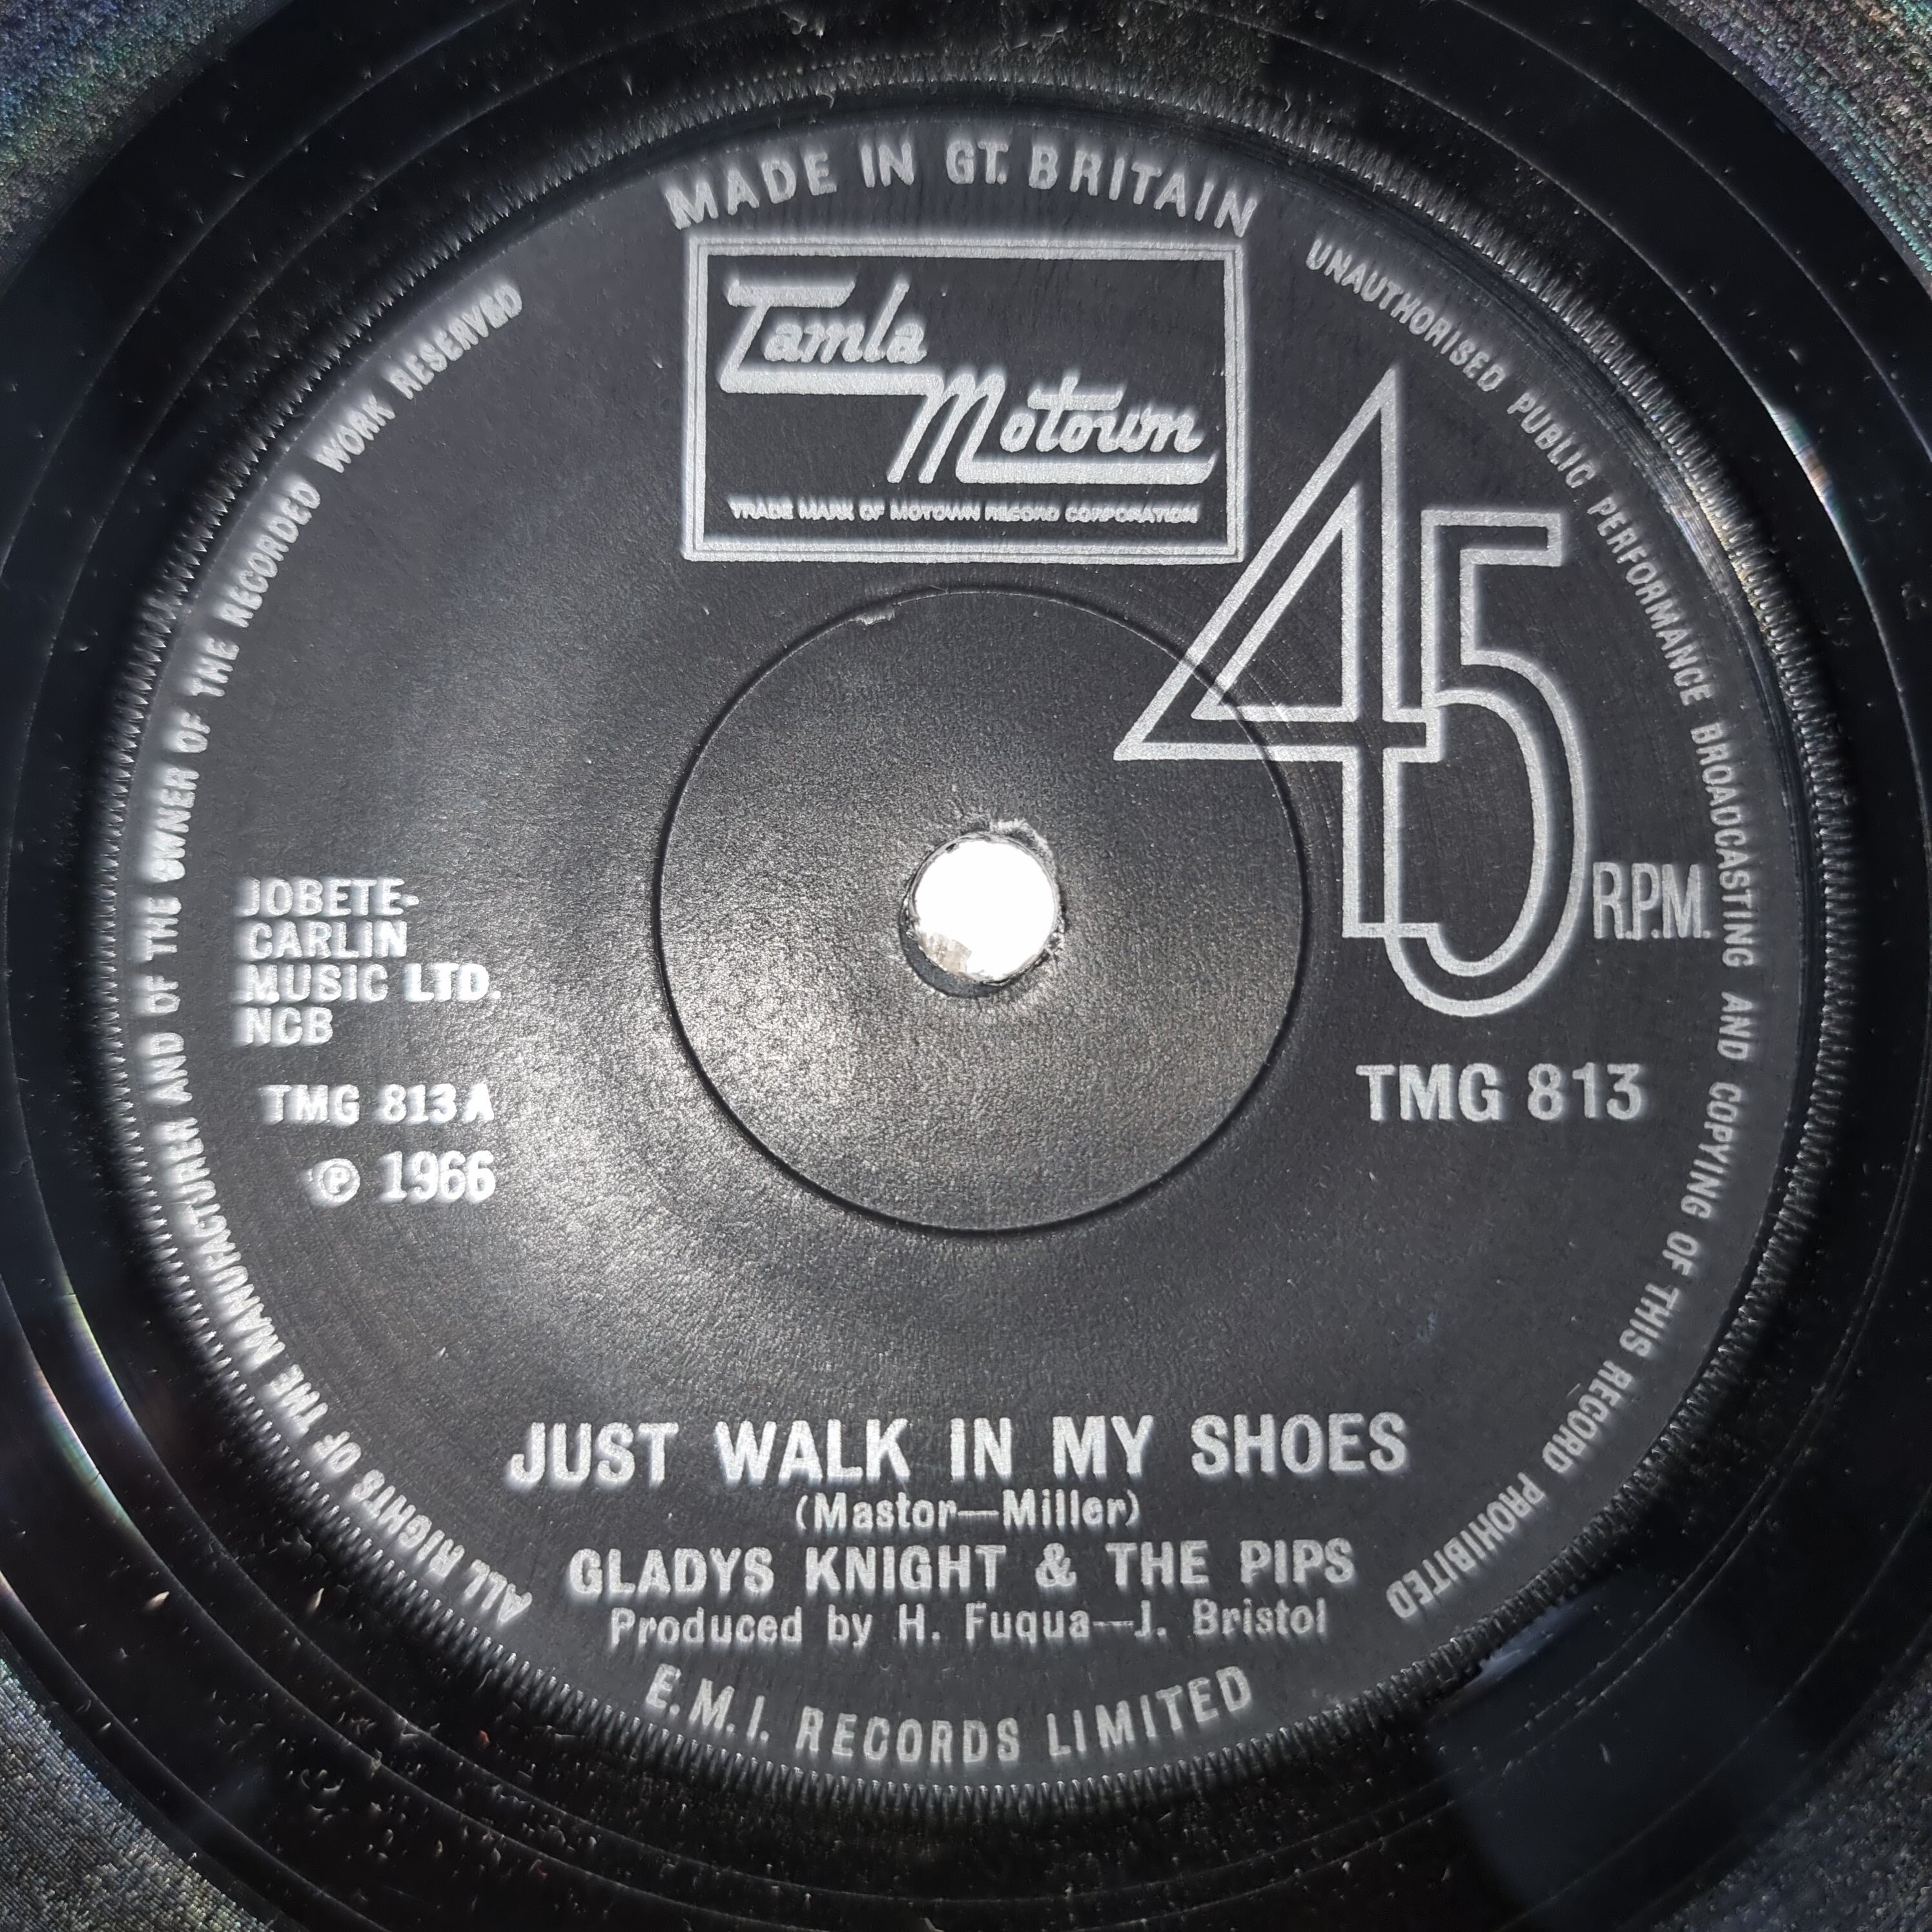 MADE IN GT. BRITAIN
Tamla
Motown
TRADE MARK OF MOTOWN RECORD CORPORATION
UNAUTHORISED PUBLIC PERFORMANCE BROADCASTING AND COPYING OF THIS RECORD PROHIBITED
ALL RIGHTS OF THE MANUFACTURER AND OF THE OWNER OF THE RECORDED WORK RESERVED
45
R.P.M.
JOBETE-
CARLIN
MUSIC LTD.
NCB
TMG 813A
℗ 1966
TMG 813
JUST WALK IN MY SHOES
(Mastor—Miller)
GLADYS KNIGHT & THE PIPS
Produced by H. Fuqua—J. Bristol
E.M.I. RECORDS LIMITED